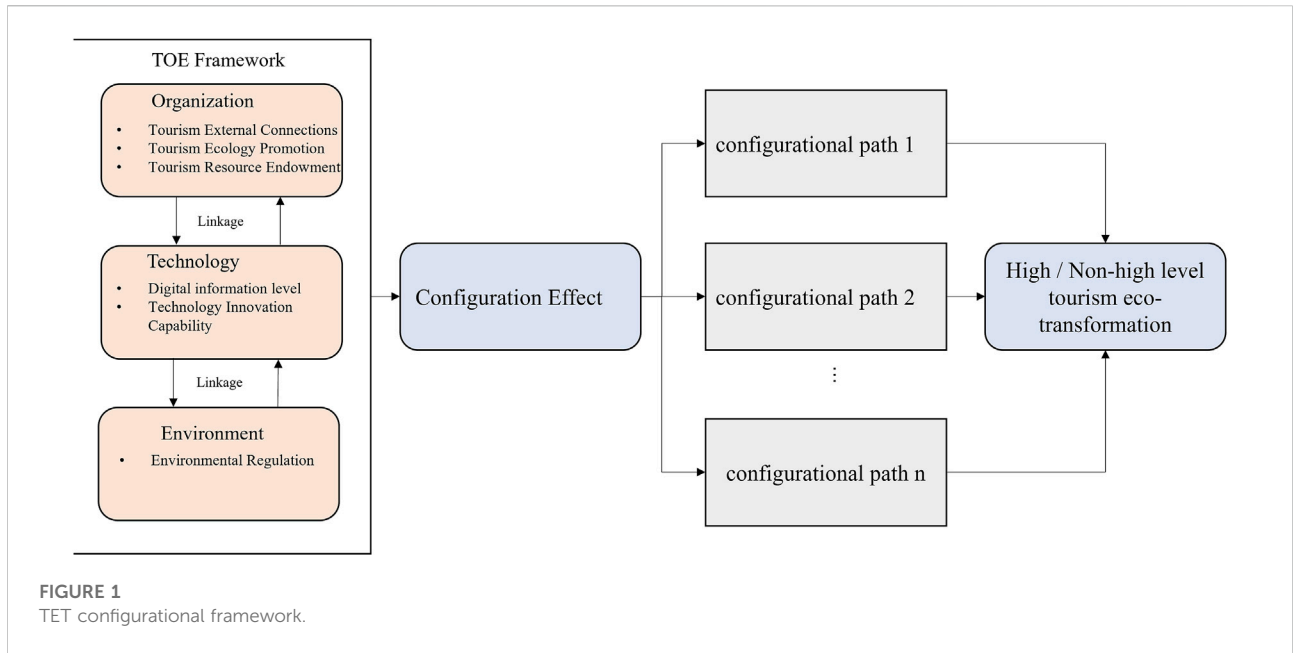 TOE Framework
Organization
• Tourism External Connections
• Tourism Ecology Promotion
• Tourism Resource Endowment
Linkage
Technology
• Digital information level
• Technology Innovation
Capability
Linkage
Environment
• Environmental Regulation
Configuration Effect
configurational path 1
configurational path 2
⋮
configurational path n
High / Non-high level
tourism eco-
transformation
FIGURE 1
TET configurational framework.